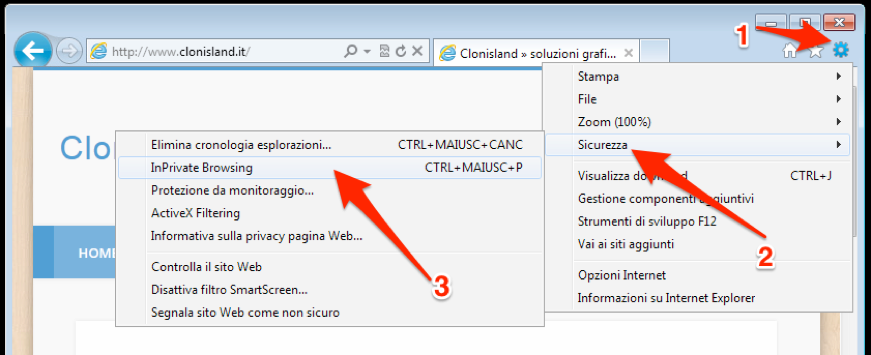 1
http://www.clonisland.it/
Clonisland » soluzioni grafi...
Stampa
File
Zoom (100%)
Sicurezza
Visualizza do
CTRL+J
Gestione componenti aggiuntivi
Strumenti di sviluppo F12
Vai ai siti aggiunti
Opzioni Internet
Informazioni su Internet Explorer
2
Clo
Elimina cronologia esplorazioni... CTRL+MAIUSC+CANC
InPrivate Browsing CTRL+MAIUSC+P
Protezione da monitoraggio...
ActiveX Filtering
Informativa sulla privacy pagina Web...
Controlla il sito Web
Disattiva filtro SmartScreen...
Segnala sito Web come non sicuro
3
HOME